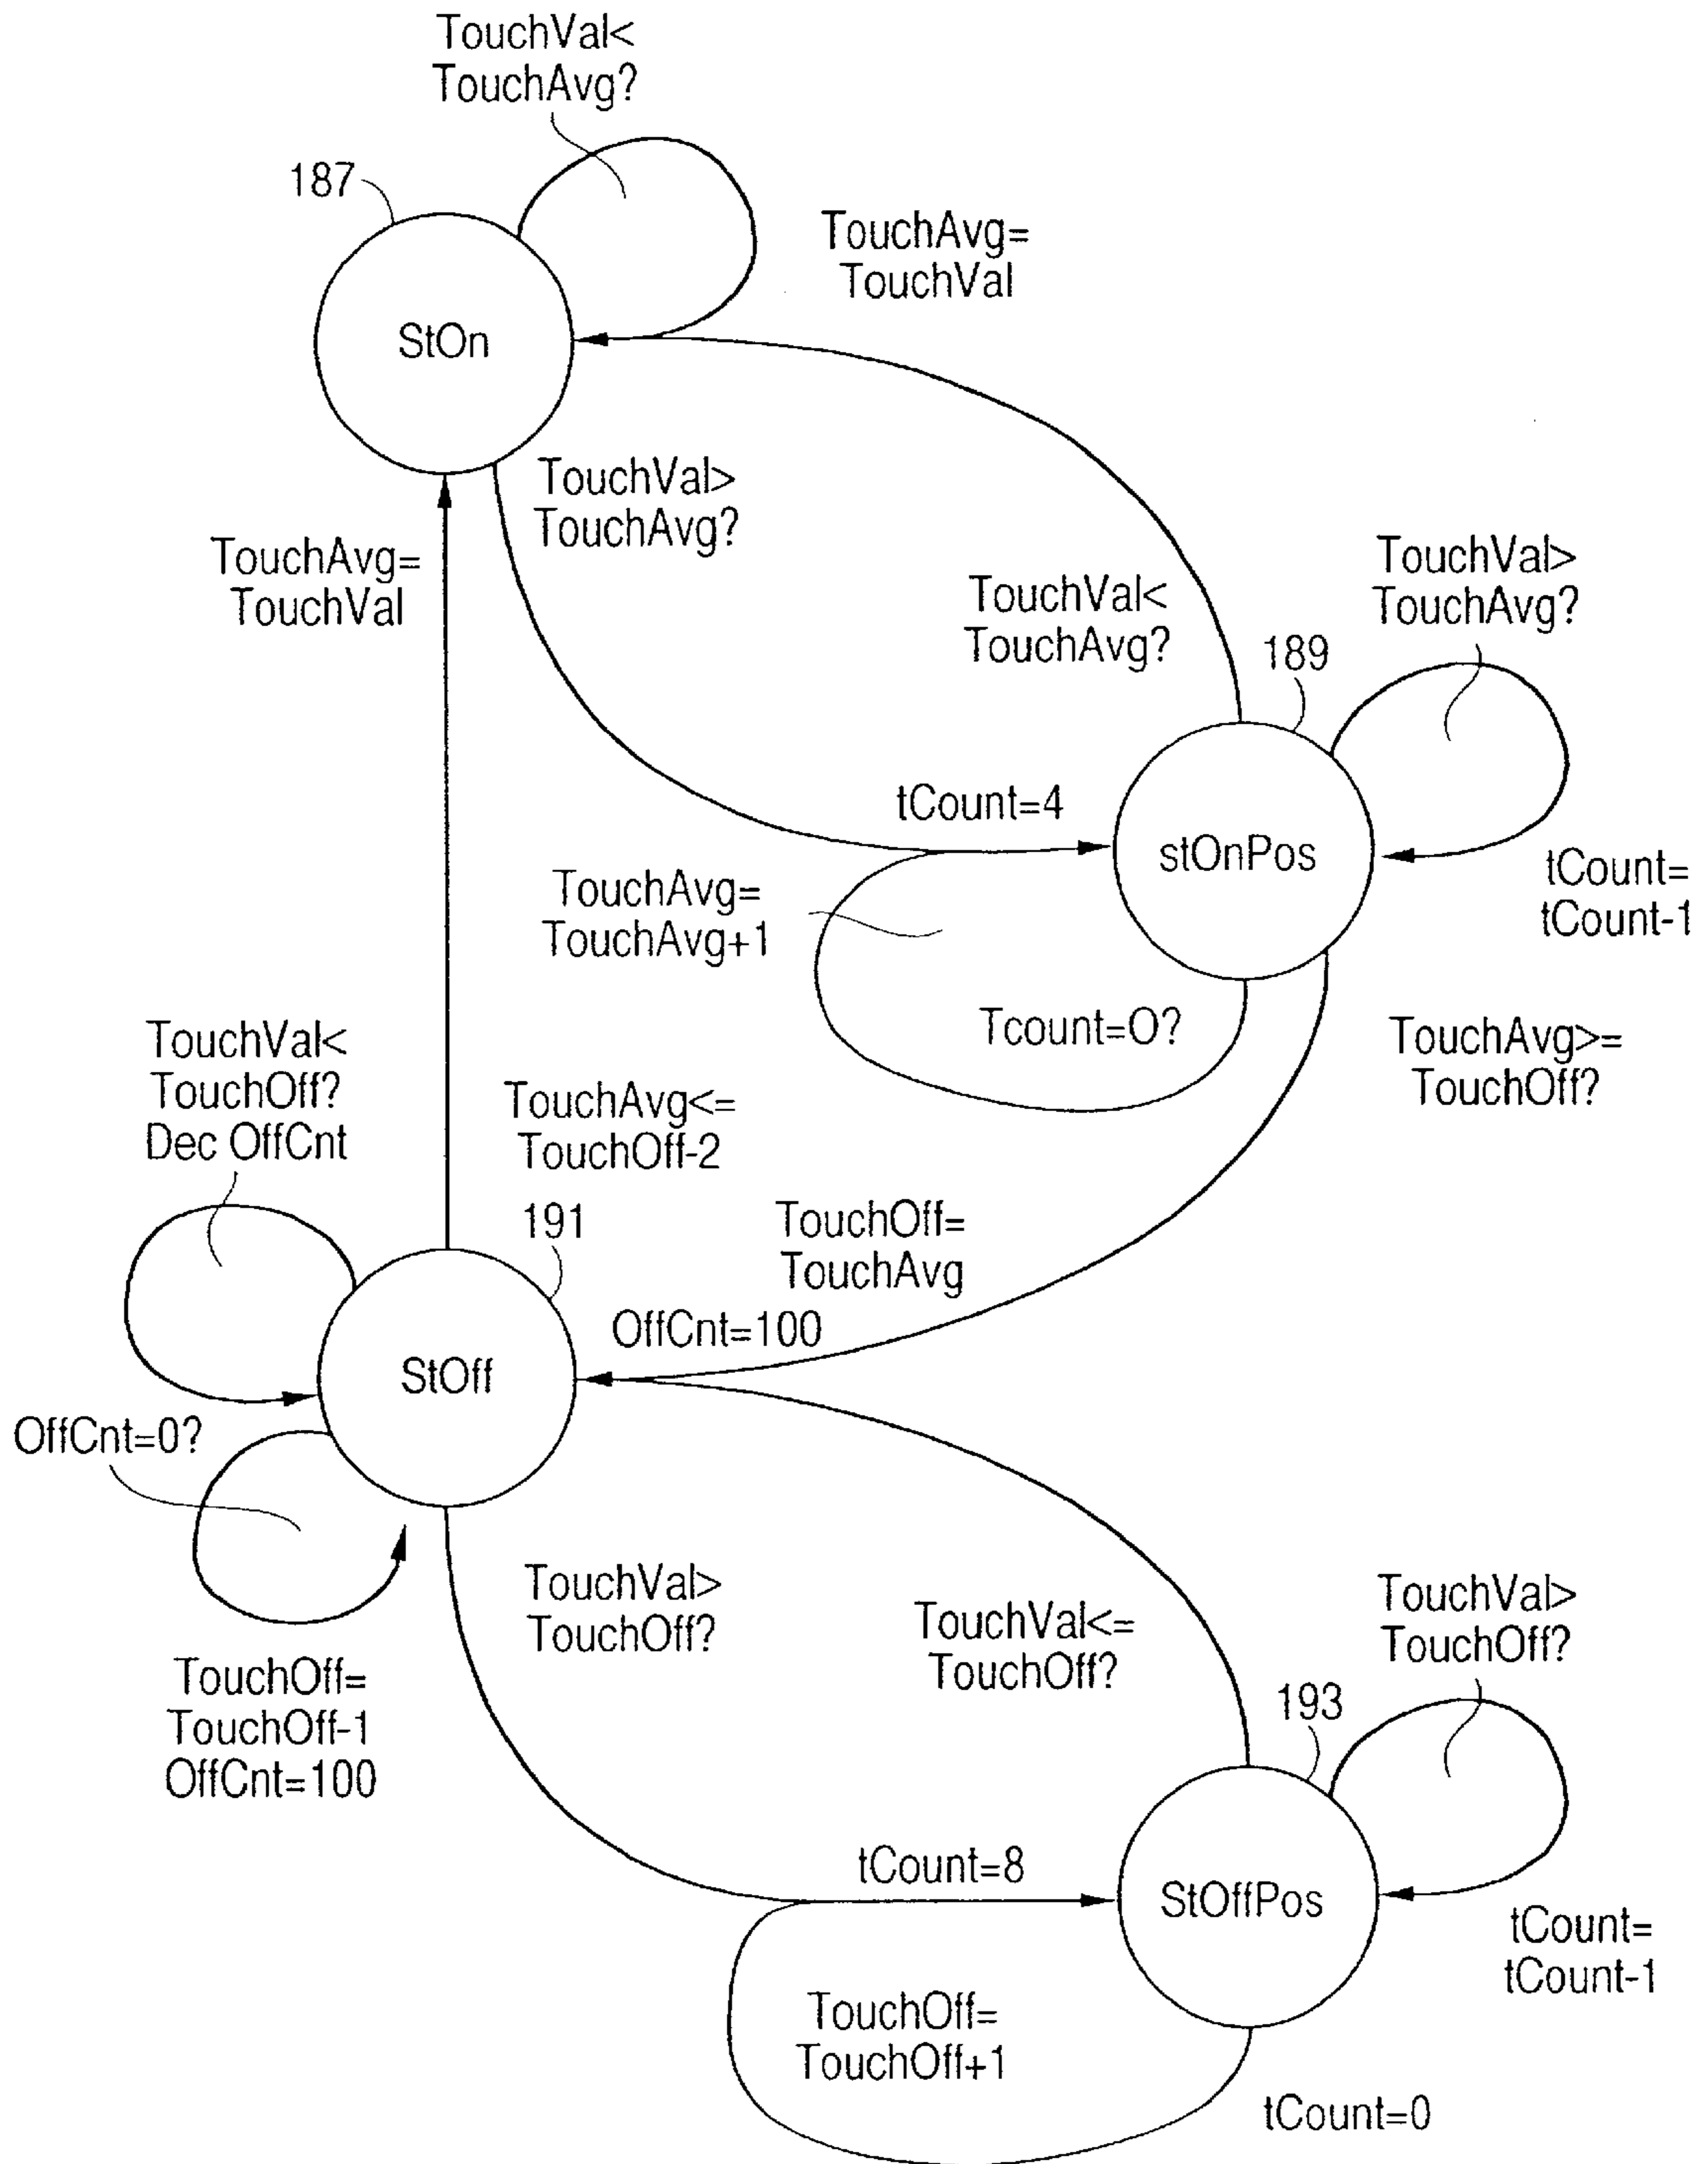 TouchVal<
TouchAvg?
187
TouchAvg=
TouchVal
StOn
TouchVal>
TouchAvg?
TouchAvg=
TouchVal
TouchVal<
TouchAvg?
189
TouchVal>
TouchAvg?
tCount=4
stOnPos
tCount=
tCount-1
TouchAvg=
TouchAvg+1
Tcount=O?
TouchAvg>=
TouchOff?
TouchVal<
TouchOff?
Dec OffCnt
TouchAvg<=
TouchOff-2
191
TouchOff=
TouchAvg
OffCnt=100
StOff
OffCnt=0?
TouchVal>
TouchOff?
TouchVal<=
TouchOff?
TouchVal>
TouchOff?
193
TouchOff=
TouchOff-1
OffCnt=100
tCount=8
StOffPos
tCount=
tCount-1
TouchOff=
TouchOff+1
tCount=0